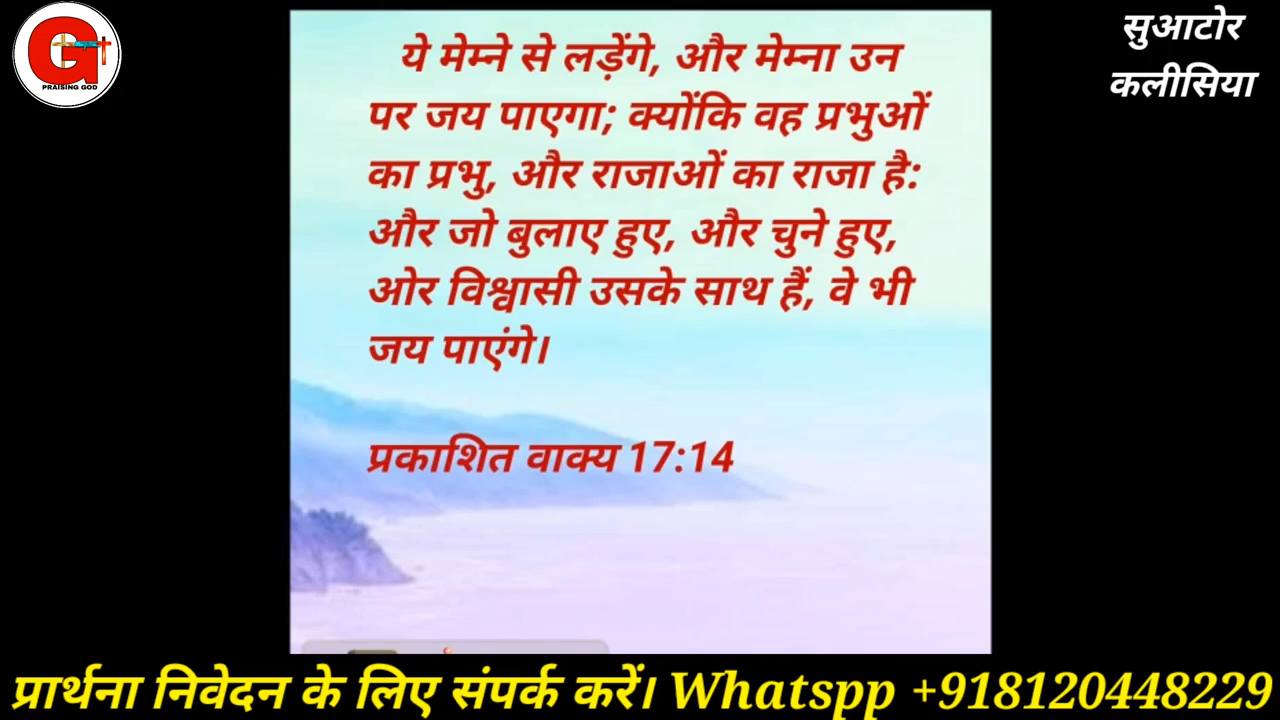 PRAISING GOD
सुआटोर
कलीसिया
ये मेम्ने से लड़ेंगे, और मेम्ना उन
पर जय पाएगा; क्योंकि वह प्रभुओं
का प्रभु, और राजाओं का राजा है:
और जो बुलाए हुए, और चुने हुए,
ओर विश्वासी उसके साथ हैं, वे भी
जय पाएंगे।
प्रकाशित वाक्य 17:14
प्रार्थना निवेदन के लिए संपर्क करें। Whatspp +918120448229